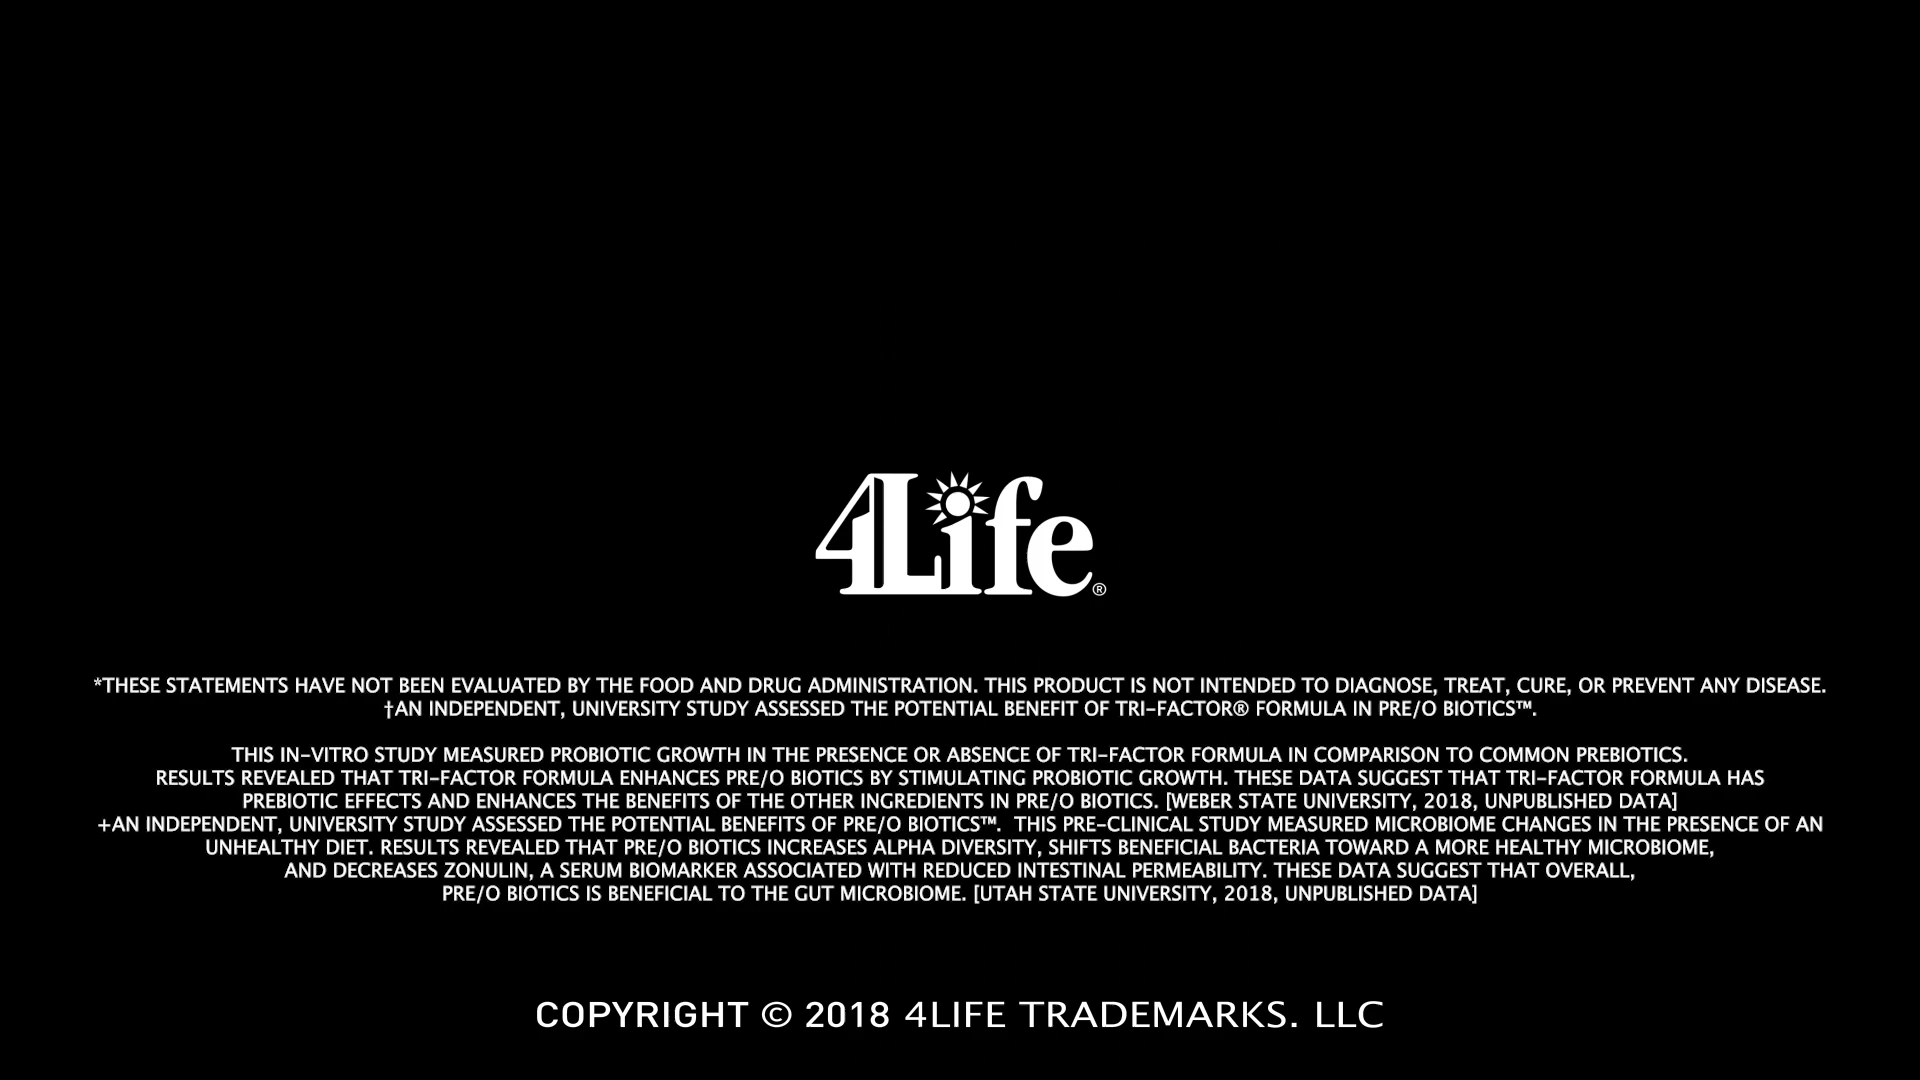 4Life®
*THESE STATEMENTS HAVE NOT BEEN EVALUATED BY THE FOOD AND DRUG ADMINISTRATION. THIS PRODUCT IS NOT INTENDED TO DIAGNOSE, TREAT, CURE, OR PREVENT ANY DISEASE.
†AN INDEPENDENT, UNIVERSITY STUDY ASSESSED THE POTENTIAL BENEFIT OF TRI-FACTOR® FORMULA IN PRE/O BIOTICS™.
THIS IN-VITRO STUDY MEASURED PROBIOTIC GROWTH IN THE PRESENCE OR ABSENCE OF TRI-FACTOR FORMULA IN COMPARISON TO COMMON PREBIOTICS.
RESULTS REVEALED THAT TRI-FACTOR FORMULA ENHANCES PRE/O BIOTICS BY STIMULATING PROBIOTIC GROWTH. THESE DATA SUGGEST THAT TRI-FACTOR FORMULA HAS
PREBIOTIC EFFECTS AND ENHANCES THE BENEFITS OF THE OTHER INGREDIENTS IN PRE/O BIOTICS. [WEBER STATE UNIVERSITY, 2018, UNPUBLISHED DATA]
+AN INDEPENDENT, UNIVERSITY STUDY ASSESSED THE POTENTIAL BENEFITS OF PRE/O BIOTICS™. THIS PRE-CLINICAL STUDY MEASURED MICROBIOME CHANGES IN THE PRESENCE OF AN
UNHEALTHY DIET. RESULTS REVEALED THAT PRE/O BIOTICS INCREASES ALPHA DIVERSITY, SHIFTS BENEFICIAL BACTERIA TOWARD A MORE HEALTHY MICROBIOME,
AND DECREASES ZONULIN, A SERUM BIOMARKER ASSOCIATED WITH REDUCED INTESTINAL PERMEABILITY. THESE DATA SUGGEST THAT OVERALL,
PRE/O BIOTICS IS BENEFICIAL TO THE GUT MICROBIOME. [UTAH STATE UNIVERSITY, 2018, UNPUBLISHED DATA]
COPYRIGHT © 2018 4LIFE TRADEMARKS. LLC